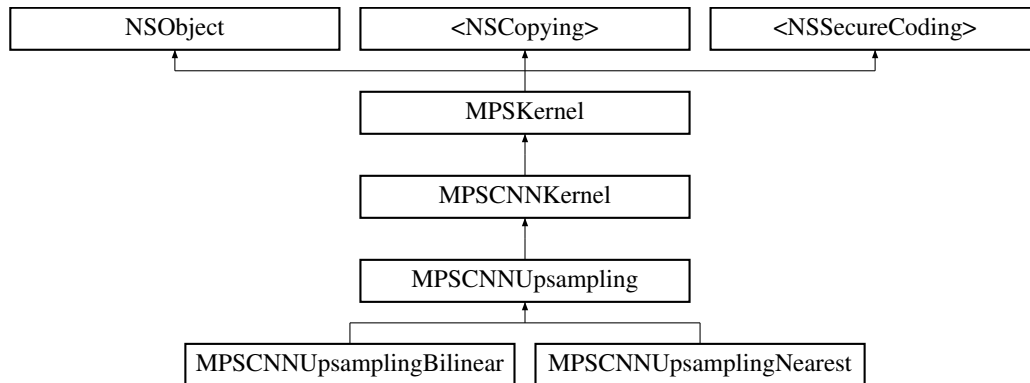 NSObject
<NSCopying>
<NSSecureCoding>
MPSKernel
MPSCNNKernel
MPSCNNUpsampling
MPSCNNUpsamplingBilinear
MPSCNNUpsamplingNearest